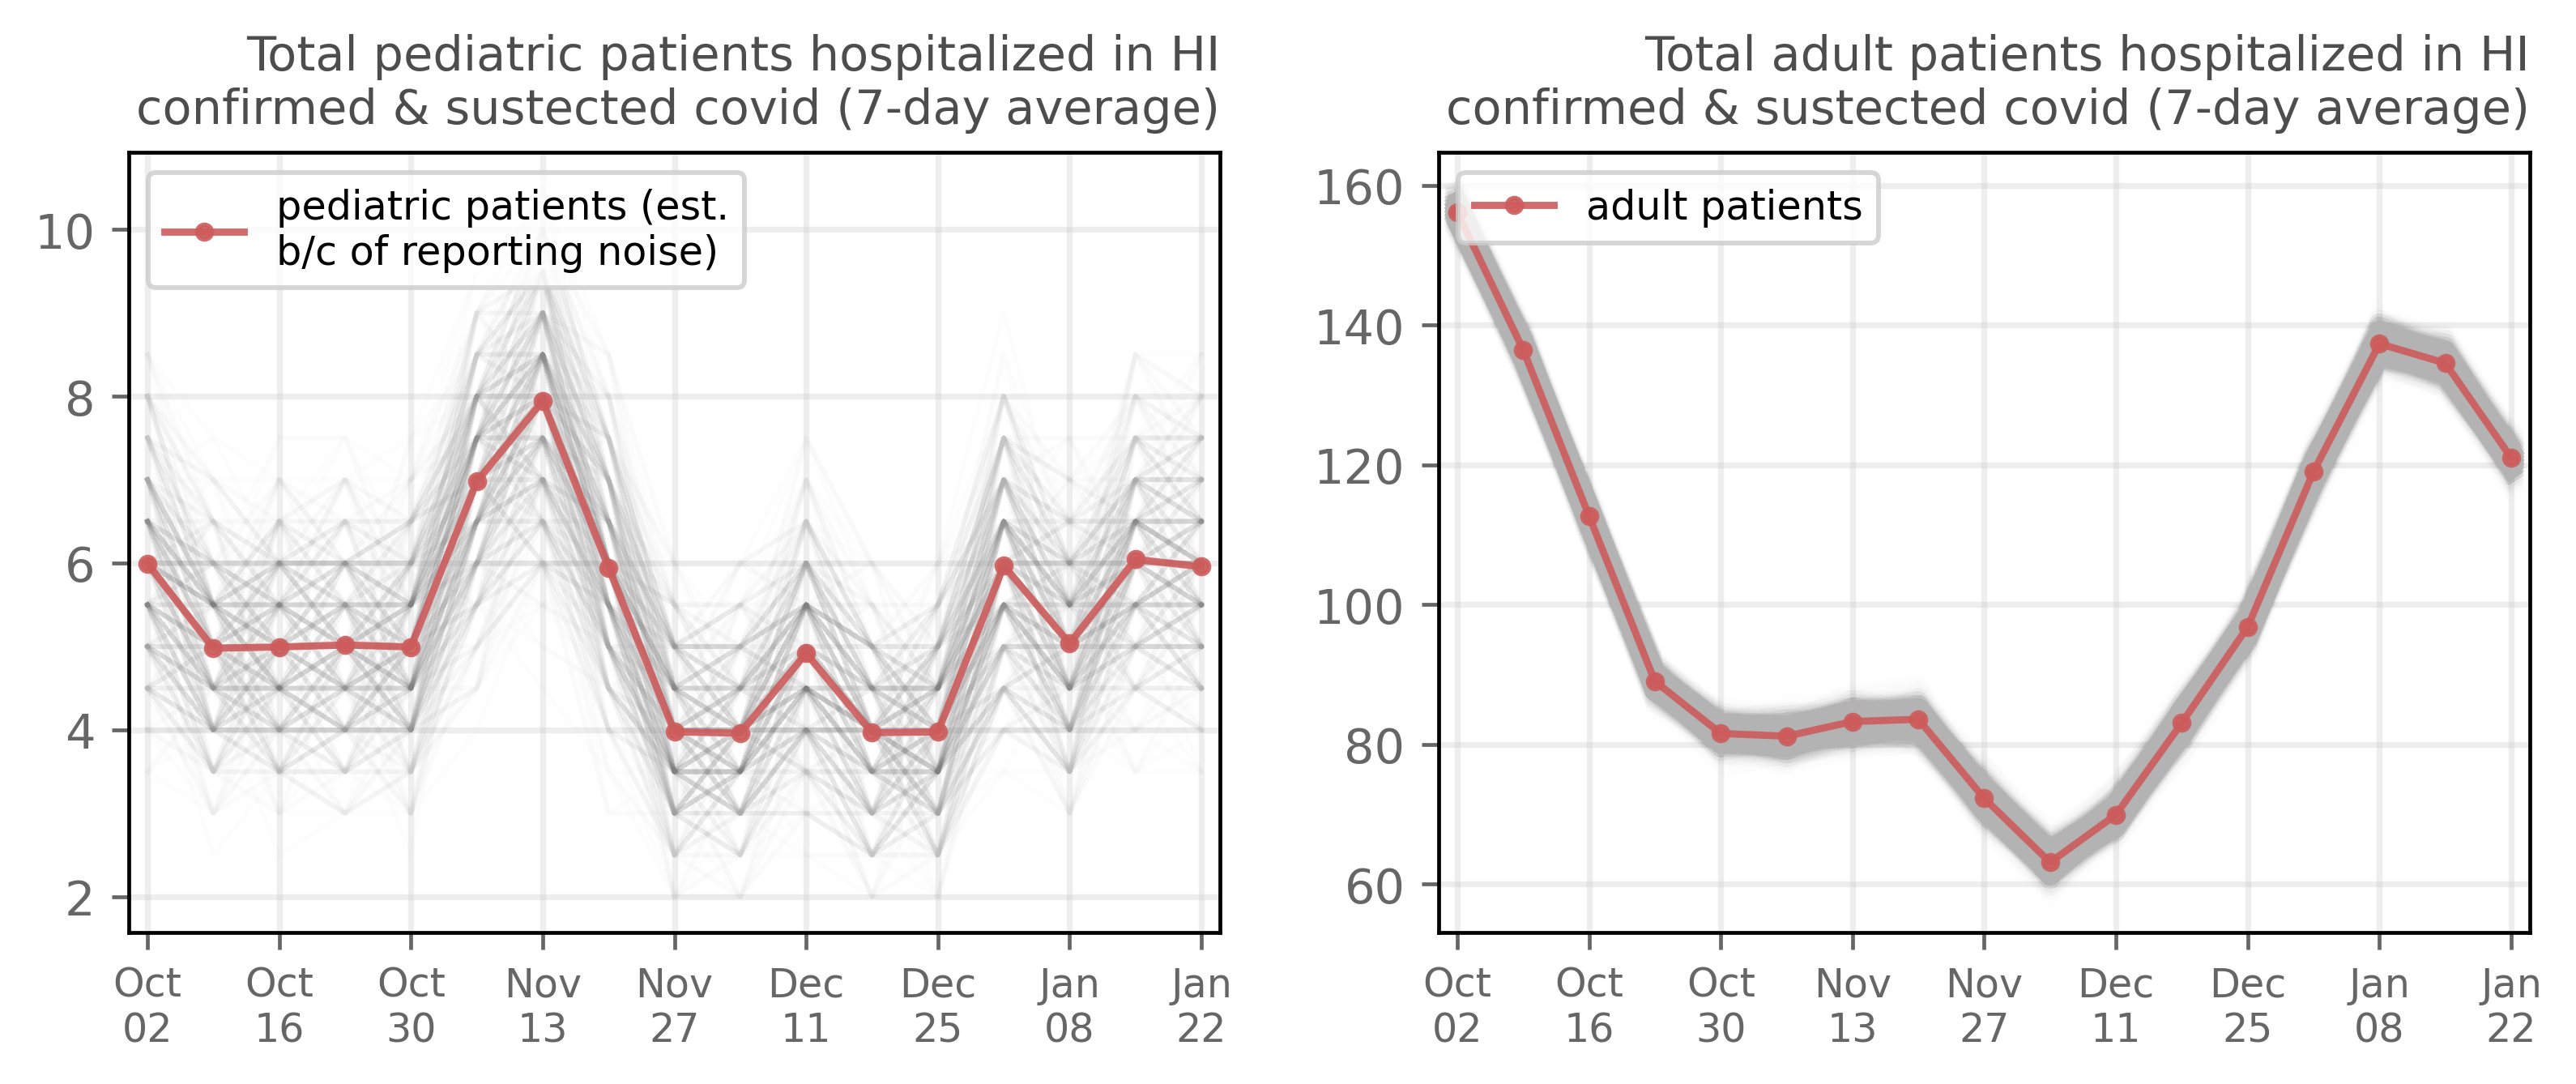 Total pediatric patients hospitalized in HI
confirmed & sustected covid (7-day average)
pediatric patients (est.
b/c of reporting noise)
10
8
6
4
2
Oct Oct Oct Nov Nov Dec Dec Jan Jan
02 16 30 13 27 11 25 08 22
Total adult patients hospitalized in HI
confirmed & sustected covid (7-day average)
adult patients
160
140
120
100
80
60
Oct Oct Oct Nov Nov Dec Dec Jan Jan
02 16 30 13 27 11 25 08 22